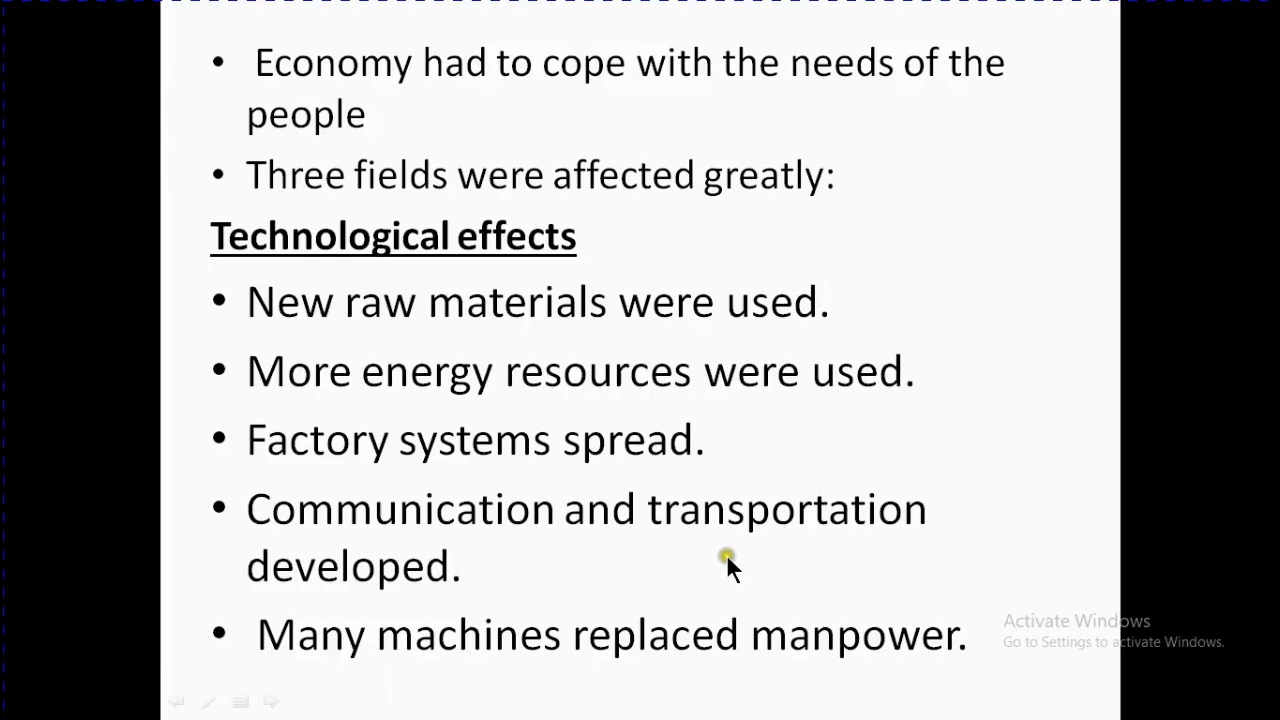 • Economy had to cope with the needs of the
people
• Three fields were affected greatly:
Technological effects
• New raw materials were used.
• More energy resources were used.
• Factory systems spread.
• Communication and transportation
developed.
• Many machines replaced manpower.
Activate Windows
Go to Settings to activate Windows.